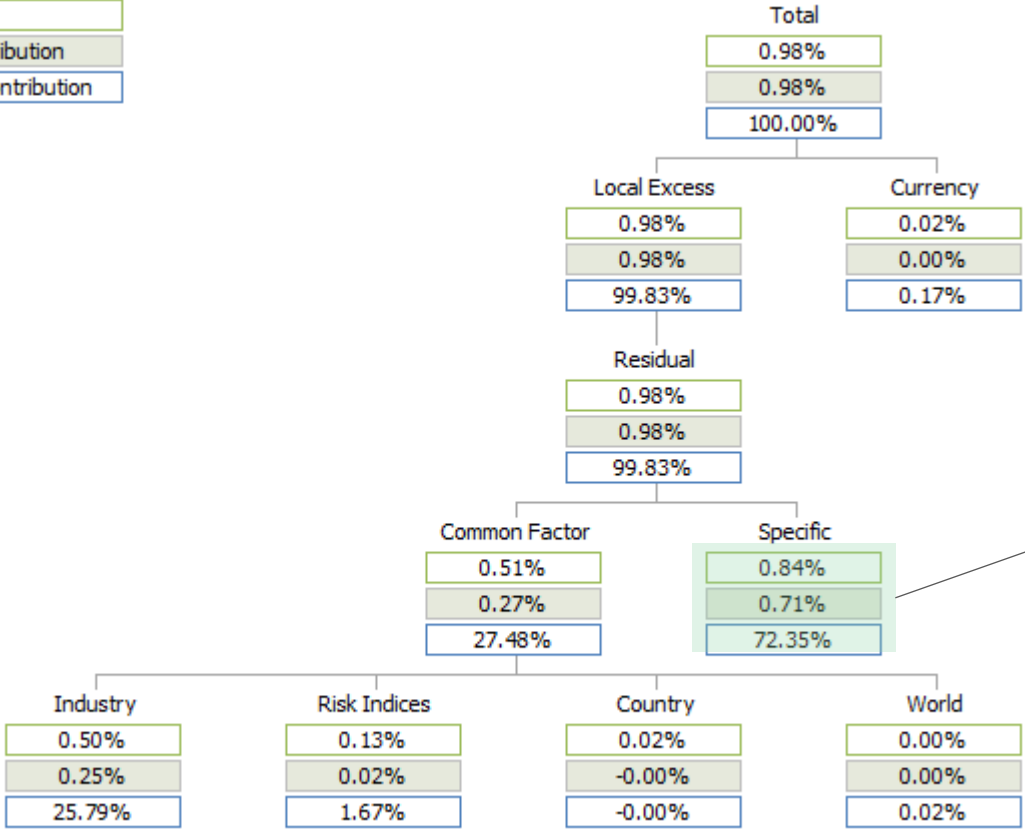 Total
0.98%
ibution
0.98%
ntribution
100.00%
Local Excess
Currency
0.98%
0.02%
0.98%
0.00%
99.83%
0.17%
Residual
0.98%
0.98%
99.83%
Common Factor
Specific
0.51%
0.84%
0.27%
0.71%
27.48%
72.35%
Industry
Risk Indices
Country
World
0.50%
0.13%
0.02%
0.00%
0.25%
0.02%
-0.00%
0.00%
25.79%
1.67%
-0.00%
0.02%